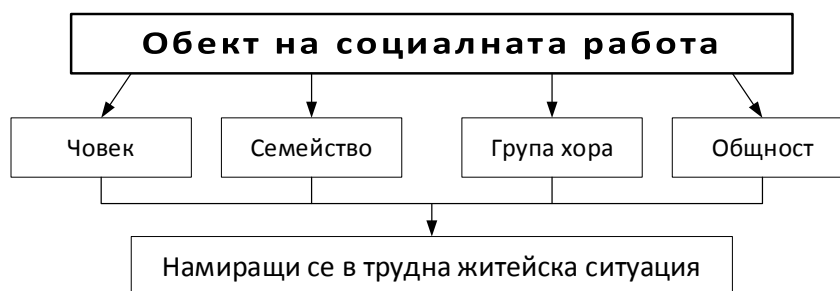 Обект на социалната работа
Човек
Семейство
Група хора
Общност
Намиращи се в трудна житейска ситуация